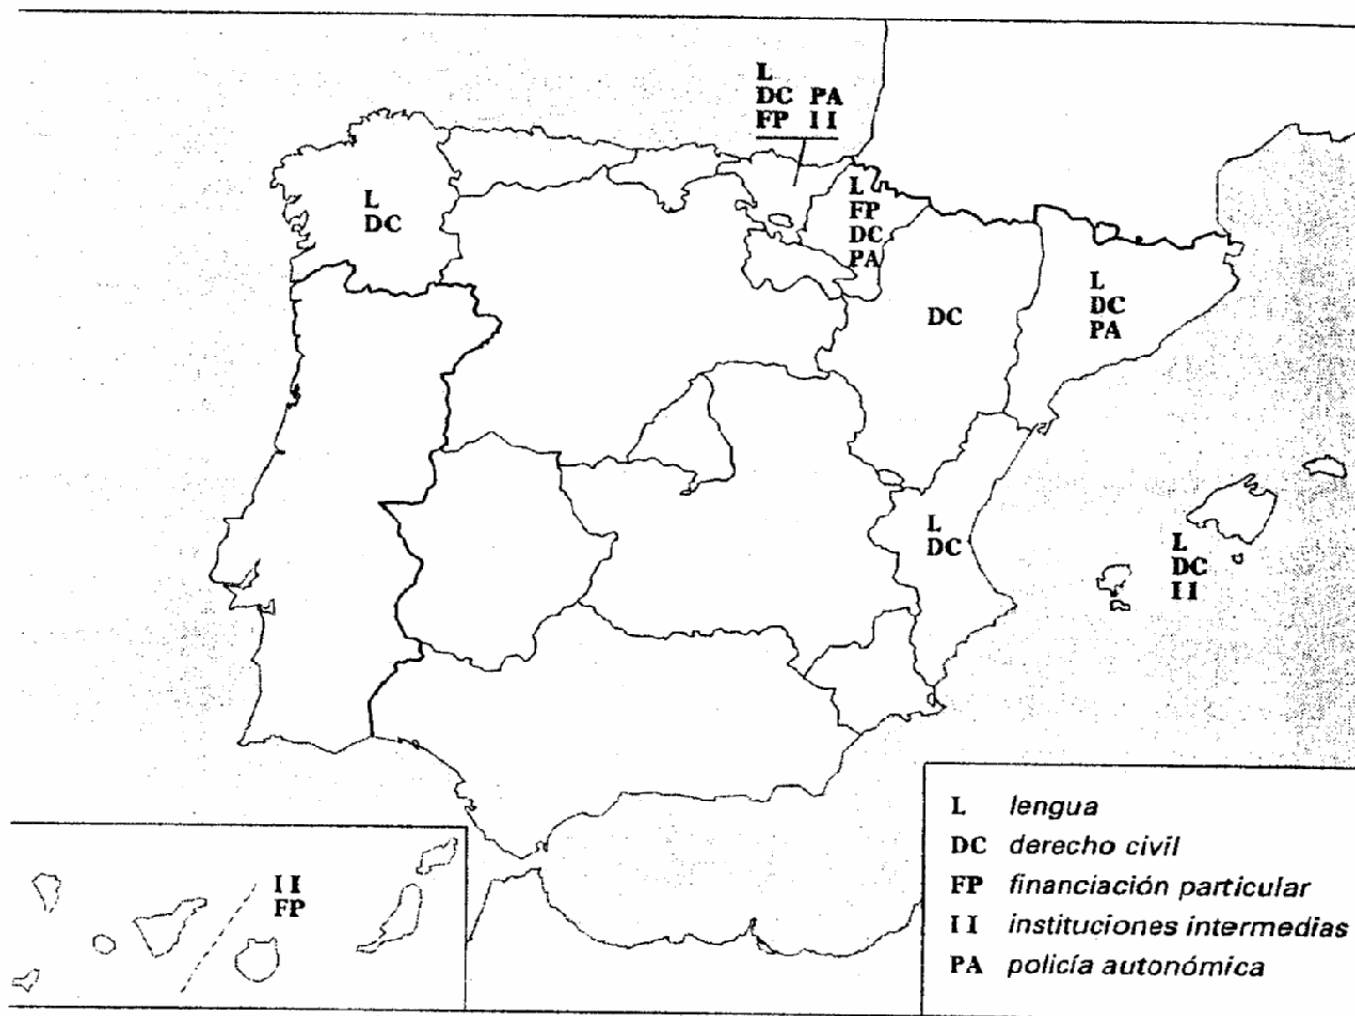 L
DC PA
FP II
L
DC
L
FP
DC
PA
DC
L
DC
PA
L
DC
L
DC
II
II
FP
L lengua
DC derecho civil
FP financiación particular
II instituciones intermedias
PA policía autonómica